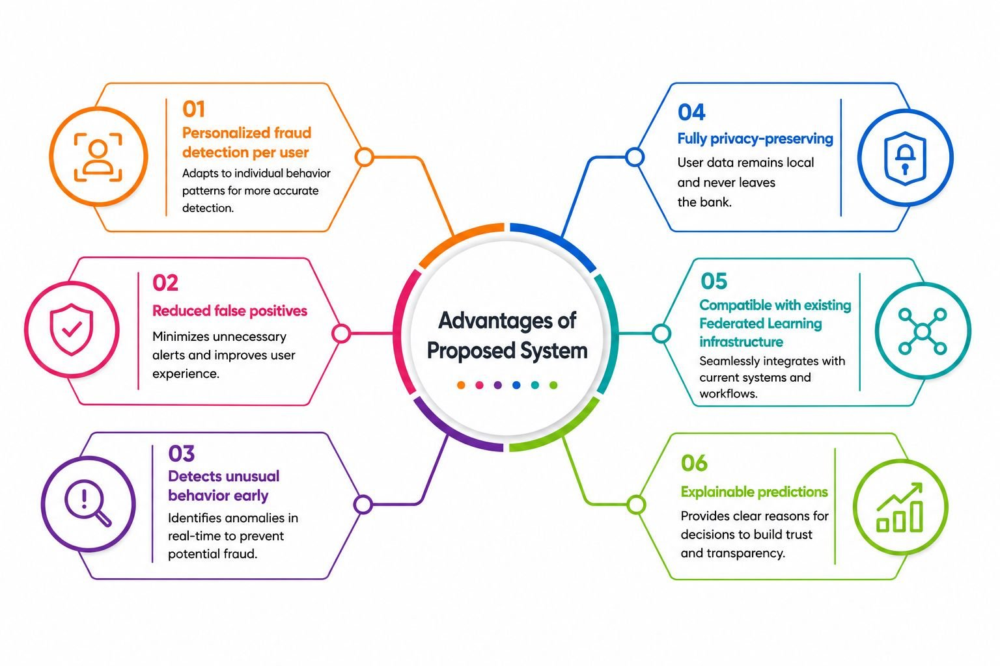 01
Personalized fraud
detection per user
Adapts to individual behavior
patterns for more accurate
detection.
02
Reduced false positives
Minimizes unnecessary
alerts and improves user
experience.
03
Detects unusual
behavior early
Identifies anomalies in
real-time to prevent
potential fraud.
Advantages of
Proposed System
04
Fully privacy-preserving
User data remains local
and never leaves
the bank.
05
Compatible with existing
Federated Learning
infrastructure
Seamlessly integrates with
current systems and
workflows.
06
Explainable predictions
Provides clear reasons for
decisions to build trust
and transparency.